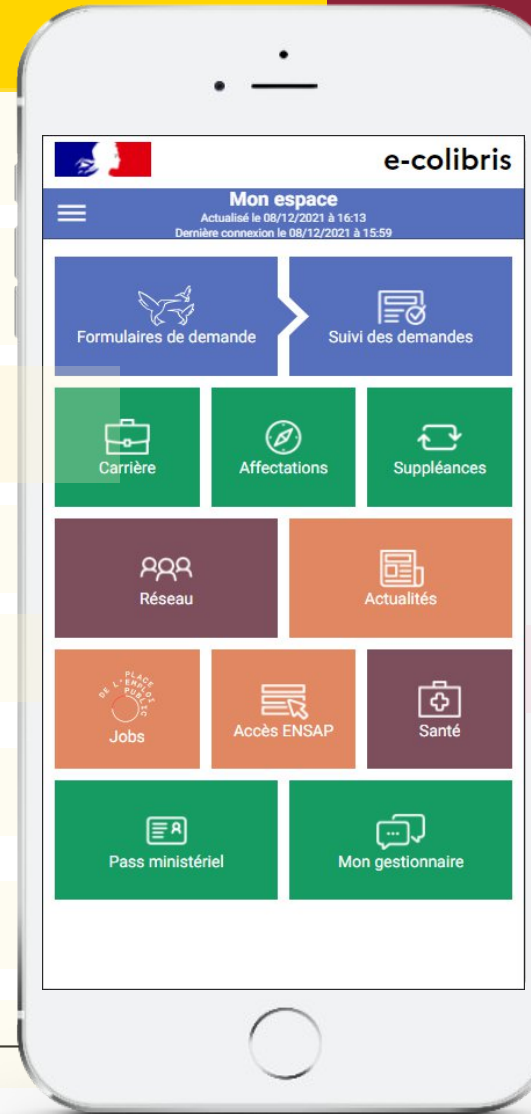 e-colibris
Mon espace
Actualisé le 08/12/2021 à 16:13
Dernière connexion le 08/12/2021 à 15:59
Formulaires de demande
Suivi des demandes
Carrière
Affectations
Suppléances
Réseau
Actualités
PLACE
DE L'EMPLOI
PUBLIC
Jobs
Accès ENSAP
Santé
Pass ministériel
Mon gestionnaire